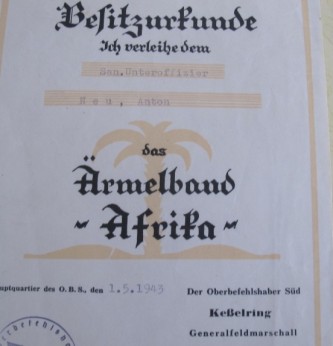 Besitzurkunde
Ich verleihe dem
San.Unteroffizier
Neu, Anton
das
Ärmelband
„Afrika“
ptquartier des O.B.S., den 1.5.1943
Der Oberbefehlshaber Süd
Keßelring
Generalfeldmarschall